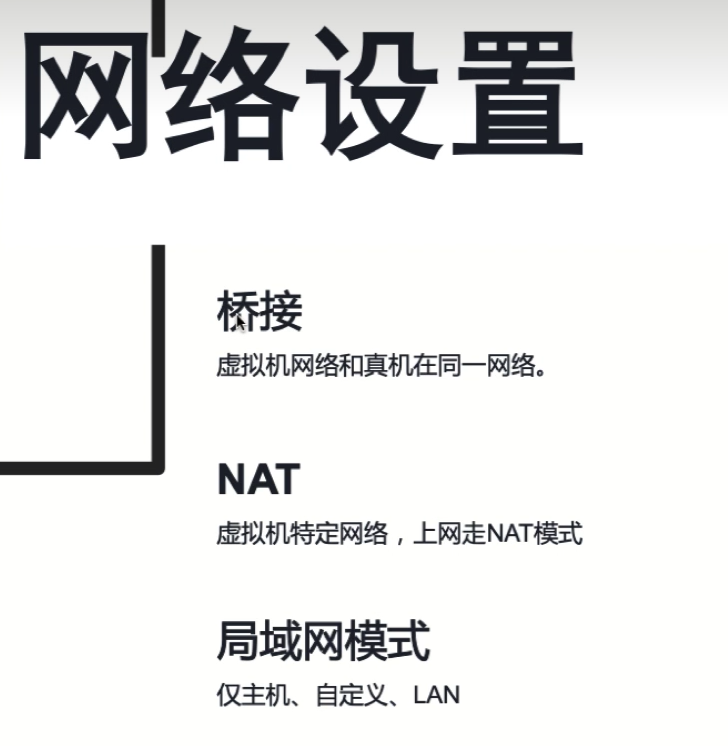 网络设置
桥接
虚拟机网络和真机在同一网络。
NAT
虚拟机特定网络，上网走NAT模式
局域网模式
仅主机、自定义、LAN